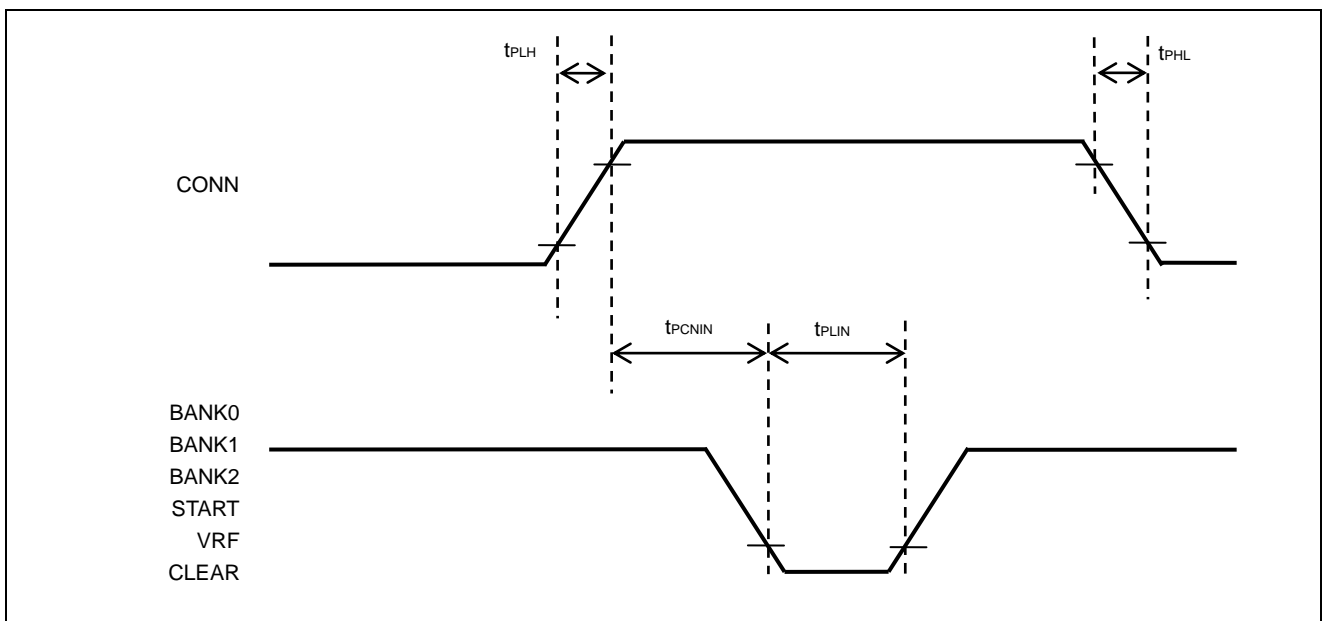 tPLH
tPHL
CONN
tPCNIN
tPLIN
BANK0
BANK1
BANK2
START
VRF
CLEAR